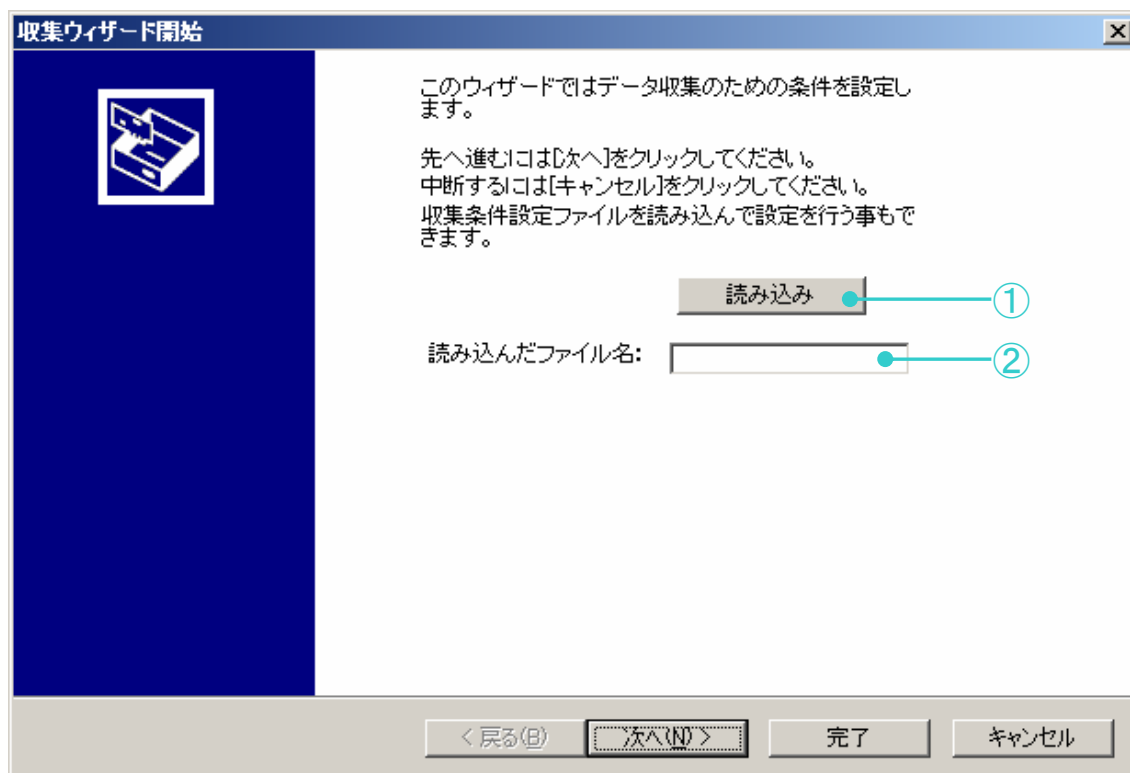 収集ウィザード開始
このウィザードではデータ収集のための条件を設定し
ます。
先へ進むには[次へ]をクリックしてください。
中断するには[キャンセル]をクリックしてください。
収集条件設定ファイルを読み込んで設定を行う事もで
きます。
読み込み ①
読み込んだファイル名: ②
< 戻る(B) 次へ(N) > 完了 キャンセル